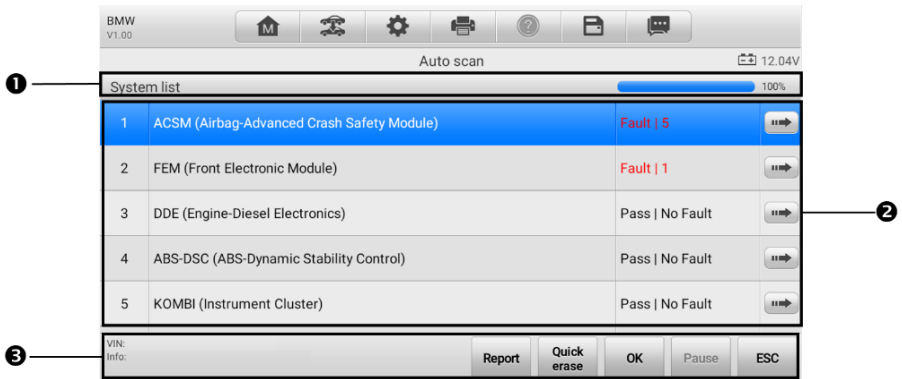 BMW
V1.00
M
?
Auto scan
12.04V
❶
System list
100%
1 ACSM (Airbag-Advanced Crash Safety Module) Fault | 5
2 FEM (Front Electronic Module) Fault | 1
3 DDE (Engine-Diesel Electronics) Pass | No Fault
❷
4 ABS-DSC (ABS-Dynamic Stability Control) Pass | No Fault
5 KOMBI (Instrument Cluster) Pass | No Fault
❸
VIN:
Info:
Report
Quick
erase
OK
Pause
ESC